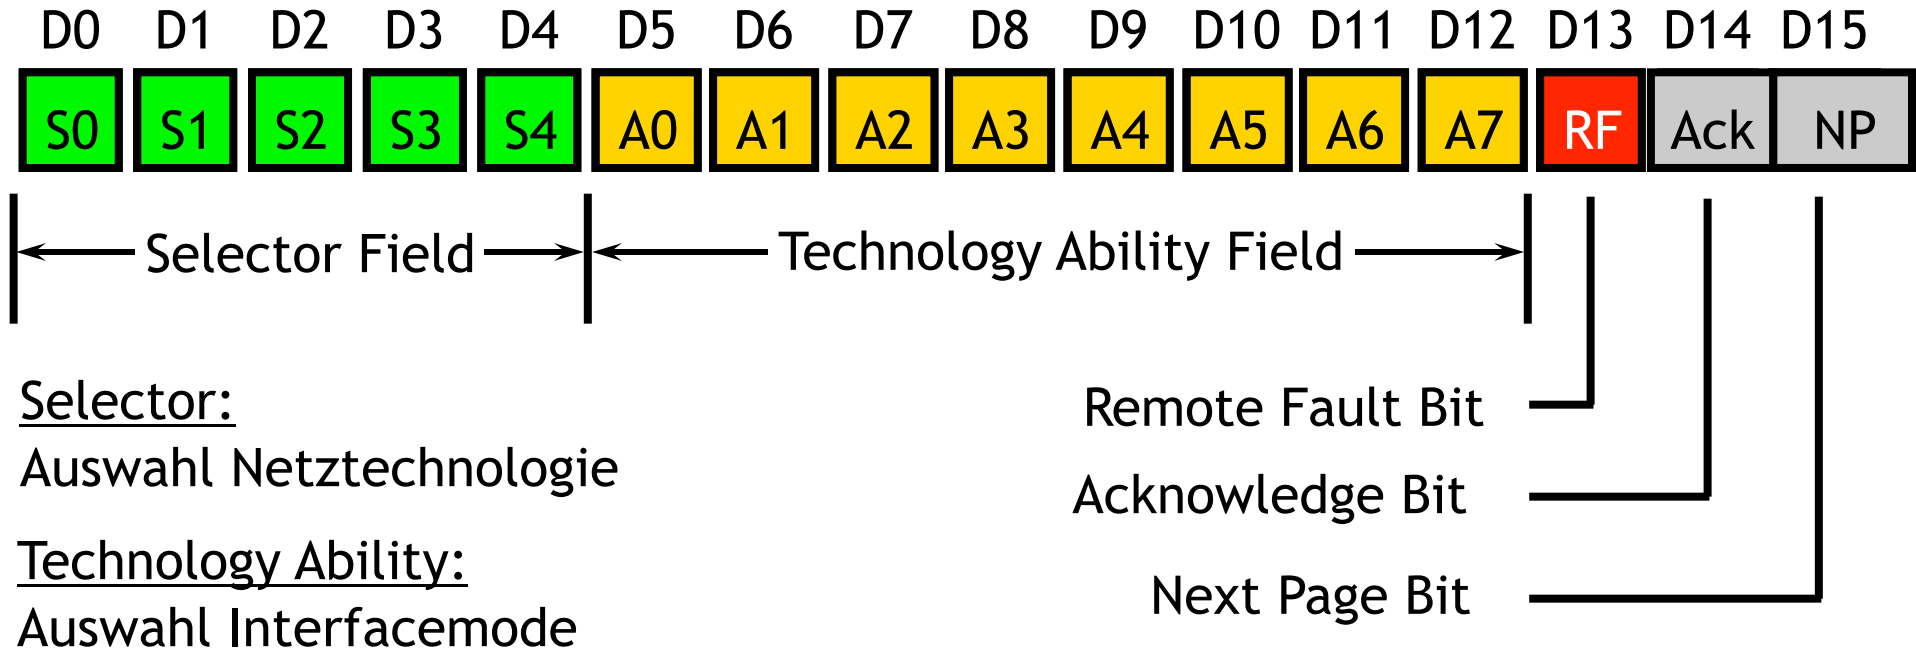 D0 D1 D2 D3 D4 D5 D6 D7 D8 D9 D10 D11 D12 D13 D14 D15
S0 S1 S2 S3 S4 A0 A1 A2 A3 A4 A5 A6 A7 RF Ack NP
Selector Field Technology Ability Field
Selector:
Auswahl Netztechnologie
Technology Ability:
Auswahl Interfacemode
Remote Fault Bit
Acknowledge Bit
Next Page Bit